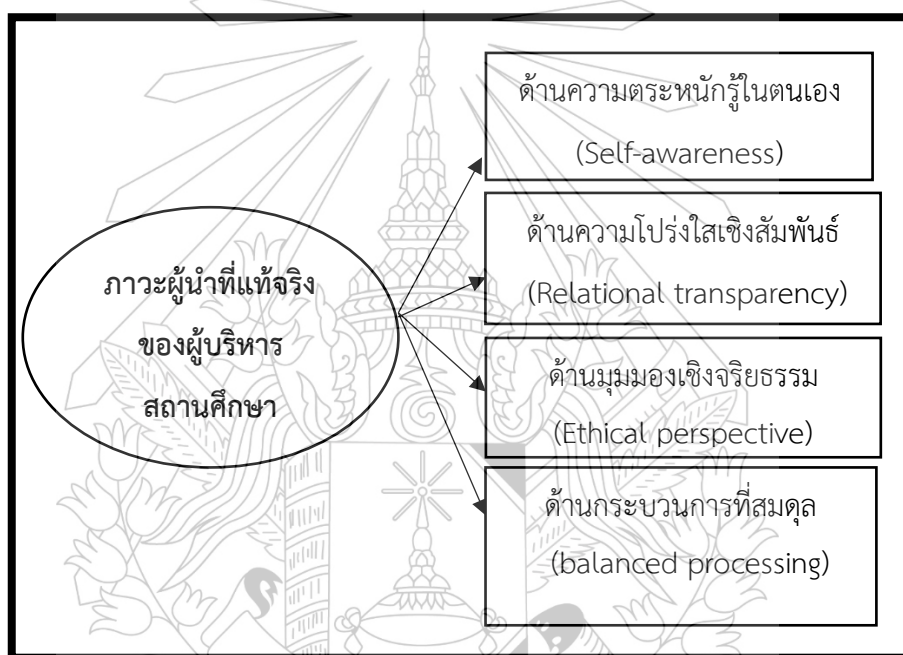 ภาวะผู้นำที่แท้จริง
ของผู้บริหาร
สถานศึกษา
ด้านความตระหนักรู้ในตนเอง
(Self-awareness)
ด้านความโปร่งใสเชิงสัมพันธ์
(Relational transparency)
ด้านมุมมองเชิงจริยธรรม
(Ethical perspective)
ด้านกระบวนการที่สมดุล
(balanced processing)